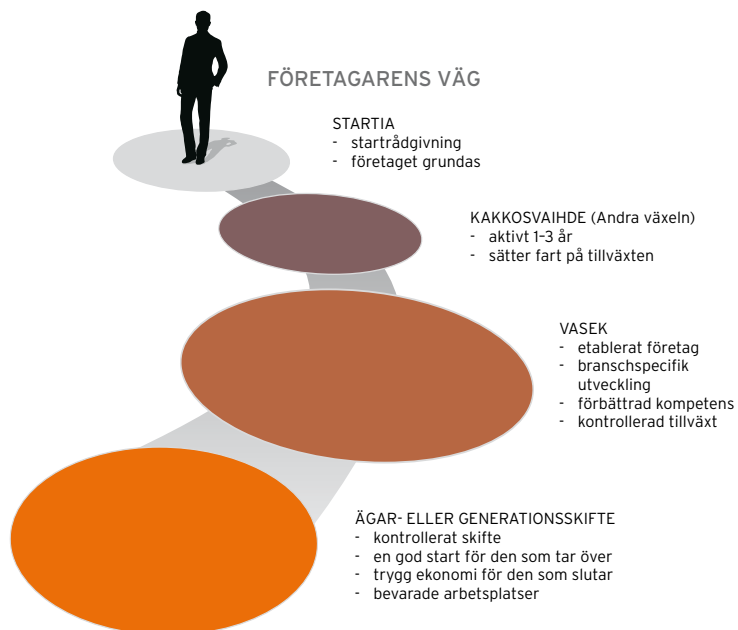 FÖRETAGARENS VÄG
STARTIA
- startrådgivning
- företaget grundas
KAKKOSVAIHDE (Andra växeln)
- aktivt 1–3 år
- sätter fart på tillväxten
VASEK
- etablerat företag
- branschspecifik
utveckling
- förbättrad kompetens
- kontrollerad tillväxt
ÄGAR- ELLER GENERATIONSSKIFTE
- kontrollerat skifte
- en god start för den som tar över
- trygg ekonomi för den som slutar
- bevarade arbetsplatser